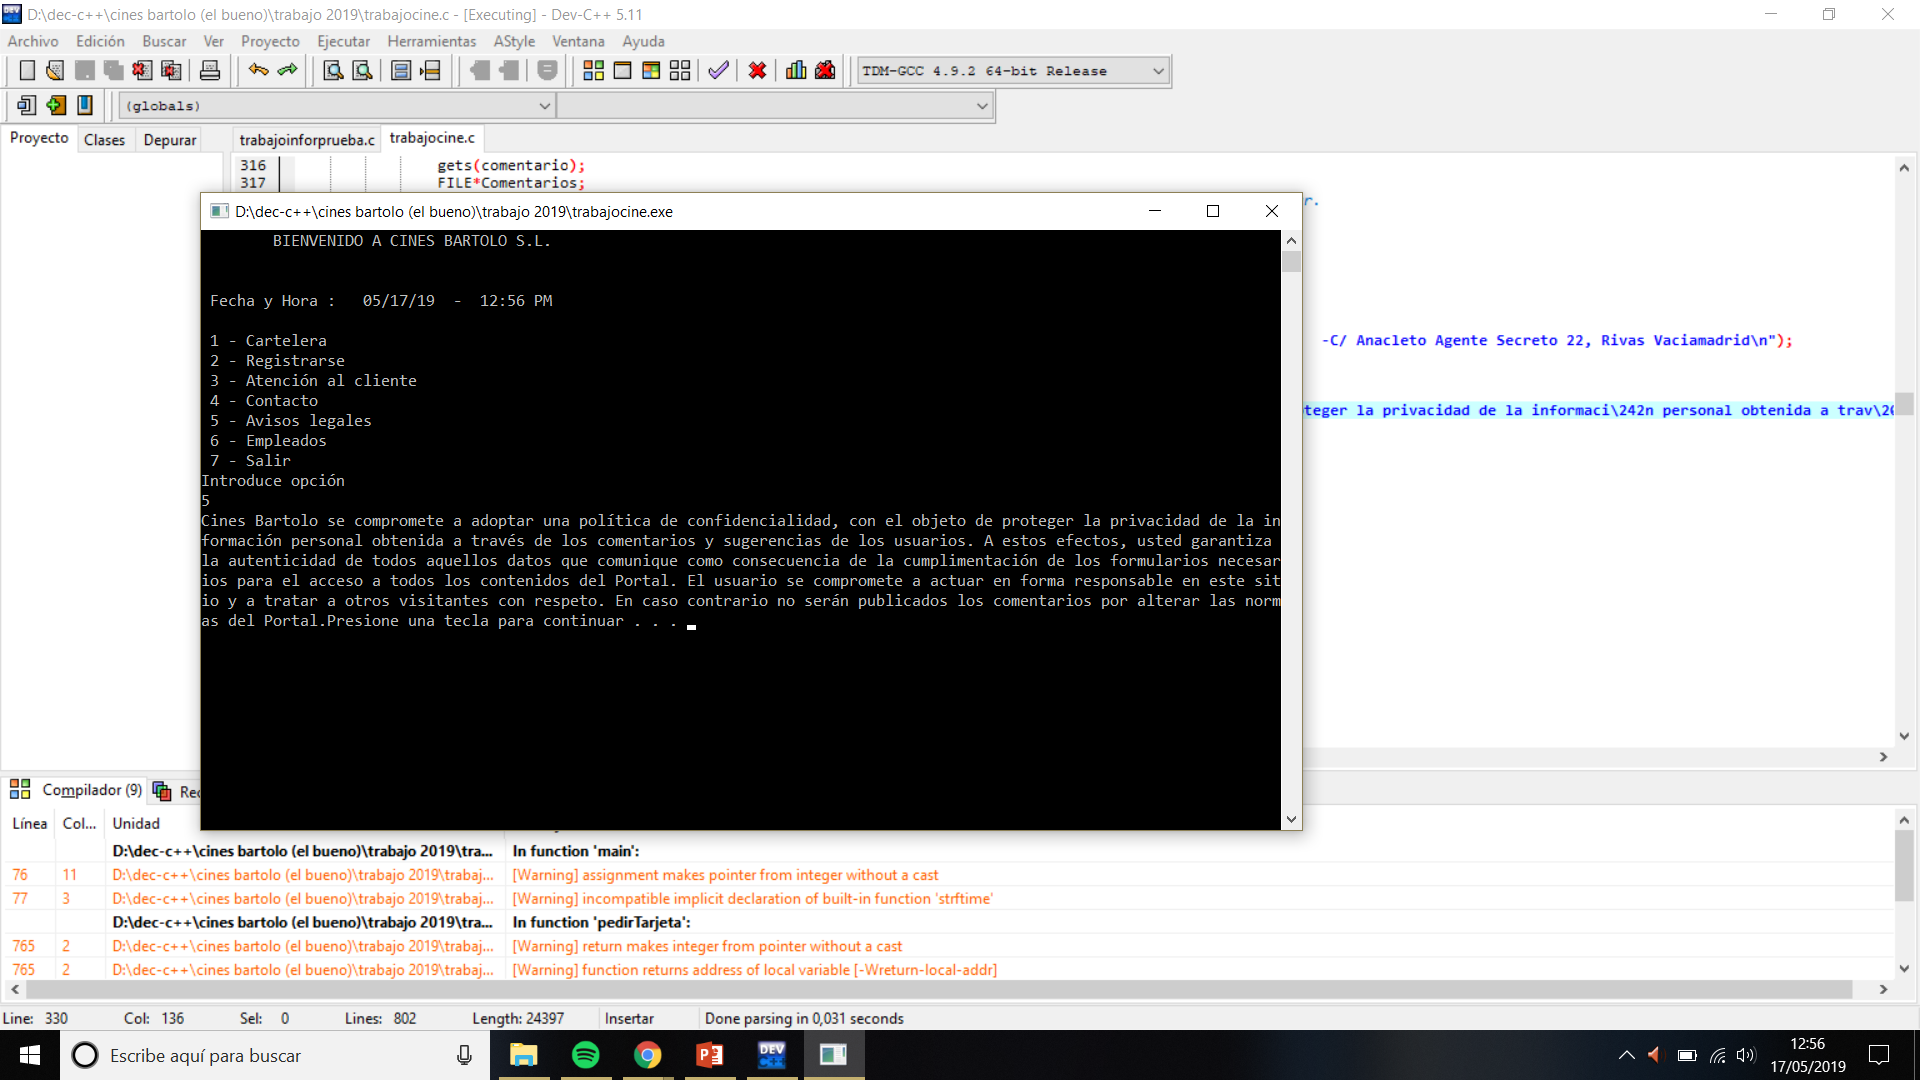 D:\dec-c++\cines bartolo (el bueno)\trabajo 2019\trabajocine.c - [Executing] - Dev-C++ 5.11
Archivo Edición Buscar Ver Proyecto Ejecutar Herramientas AStyle Ventana Ayuda
TDM-GCC 4.9.2 64-bit Release
(globals)
Proyecto Clases Depurar trabajoinforprueba.c trabajocine.c
316 gets(comentario);
317 FILE*Comentarios;
r.
D:\dec-c++\cines bartolo (el bueno)\trabajo 2019\trabajocine.exe
BIENVENIDO A CINES BARTOLO S.L.
Fecha y Hora : 05/17/19 - 12:56 PM
1 - Cartelera
2 - Registrarse
3 - Atención al cliente
4 - Contacto
5 - Avisos legales
6 - Empleados
7 - Salir
Introduce opción
5
Cines Bartolo se compromete a adoptar una política de confidencialidad, con el objeto de proteger la privacidad de la in
formación personal obtenida a través de los comentarios y sugerencias de los usuarios. A estos efectos, usted garantiza
la autenticidad de todos aquellos datos que comunique como consecuencia de la cumplimentación de los formularios necesar
ios para el acceso a todos los contenidos del Portal. El usuario se compromete a actuar en forma responsable en este sit
io y a tratar a otros visitantes con respeto. En caso contrario no serán publicados los comentarios por alterar las norm
as del Portal.Presione una tecla para continuar . . .
-C/ Anacleto Agente Secreto 22, Rivas Vaciamadrid\n");
teger la privacidad de la informaci\242n personal obtenida a trav\20
Compilador (9) Rec
Línea Col... Unidad
D:\dec-c++\cines bartolo (el bueno)\trabajo 2019\tra... In function 'main':
76 11 D:\dec-c++\cines bartolo (el bueno)\trabajo 2019\trabaj... [Warning] assignment makes pointer from integer without a cast
77 3 D:\dec-c++\cines bartolo (el bueno)\trabajo 2019\trabaj... [Warning] incompatible implicit declaration of built-in function 'strftime'
D:\dec-c++\cines bartolo (el bueno)\trabajo 2019\tra... In function 'pedirTarjeta':
765 2 D:\dec-c++\cines bartolo (el bueno)\trabajo 2019\trabaj... [Warning] return makes integer from pointer without a cast
765 2 D:\dec-c++\cines bartolo (el bueno)\trabajo 2019\trabaj... [Warning] function returns address of local variable [-Wreturn-local-addr]
Line: 330 Col: 136 Sel: 0 Lines: 802 Length: 24397 Insertar Done parsing in 0,031 seconds
Escribe aquí para buscar
DEV C++
12:56
17/05/2019